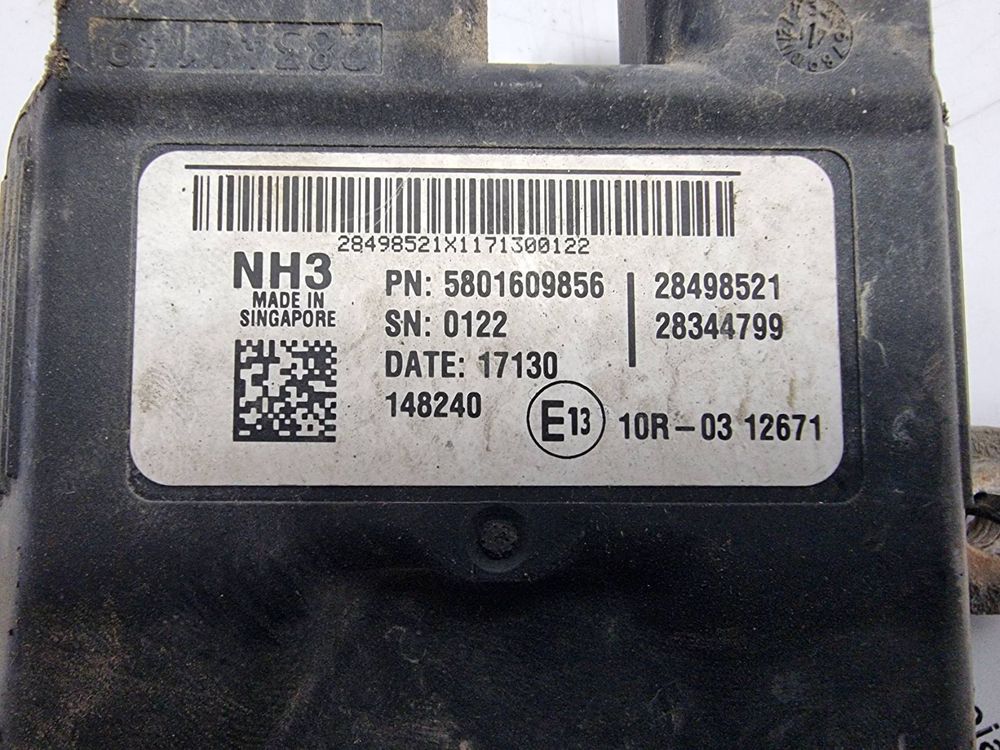 28498521X1171300122
NH3
MADE IN
SINGAPORE
PN: 5801609856
SN: 0122
DATE: 17130
148240
28498521
28344799
E13
10R-03 12671